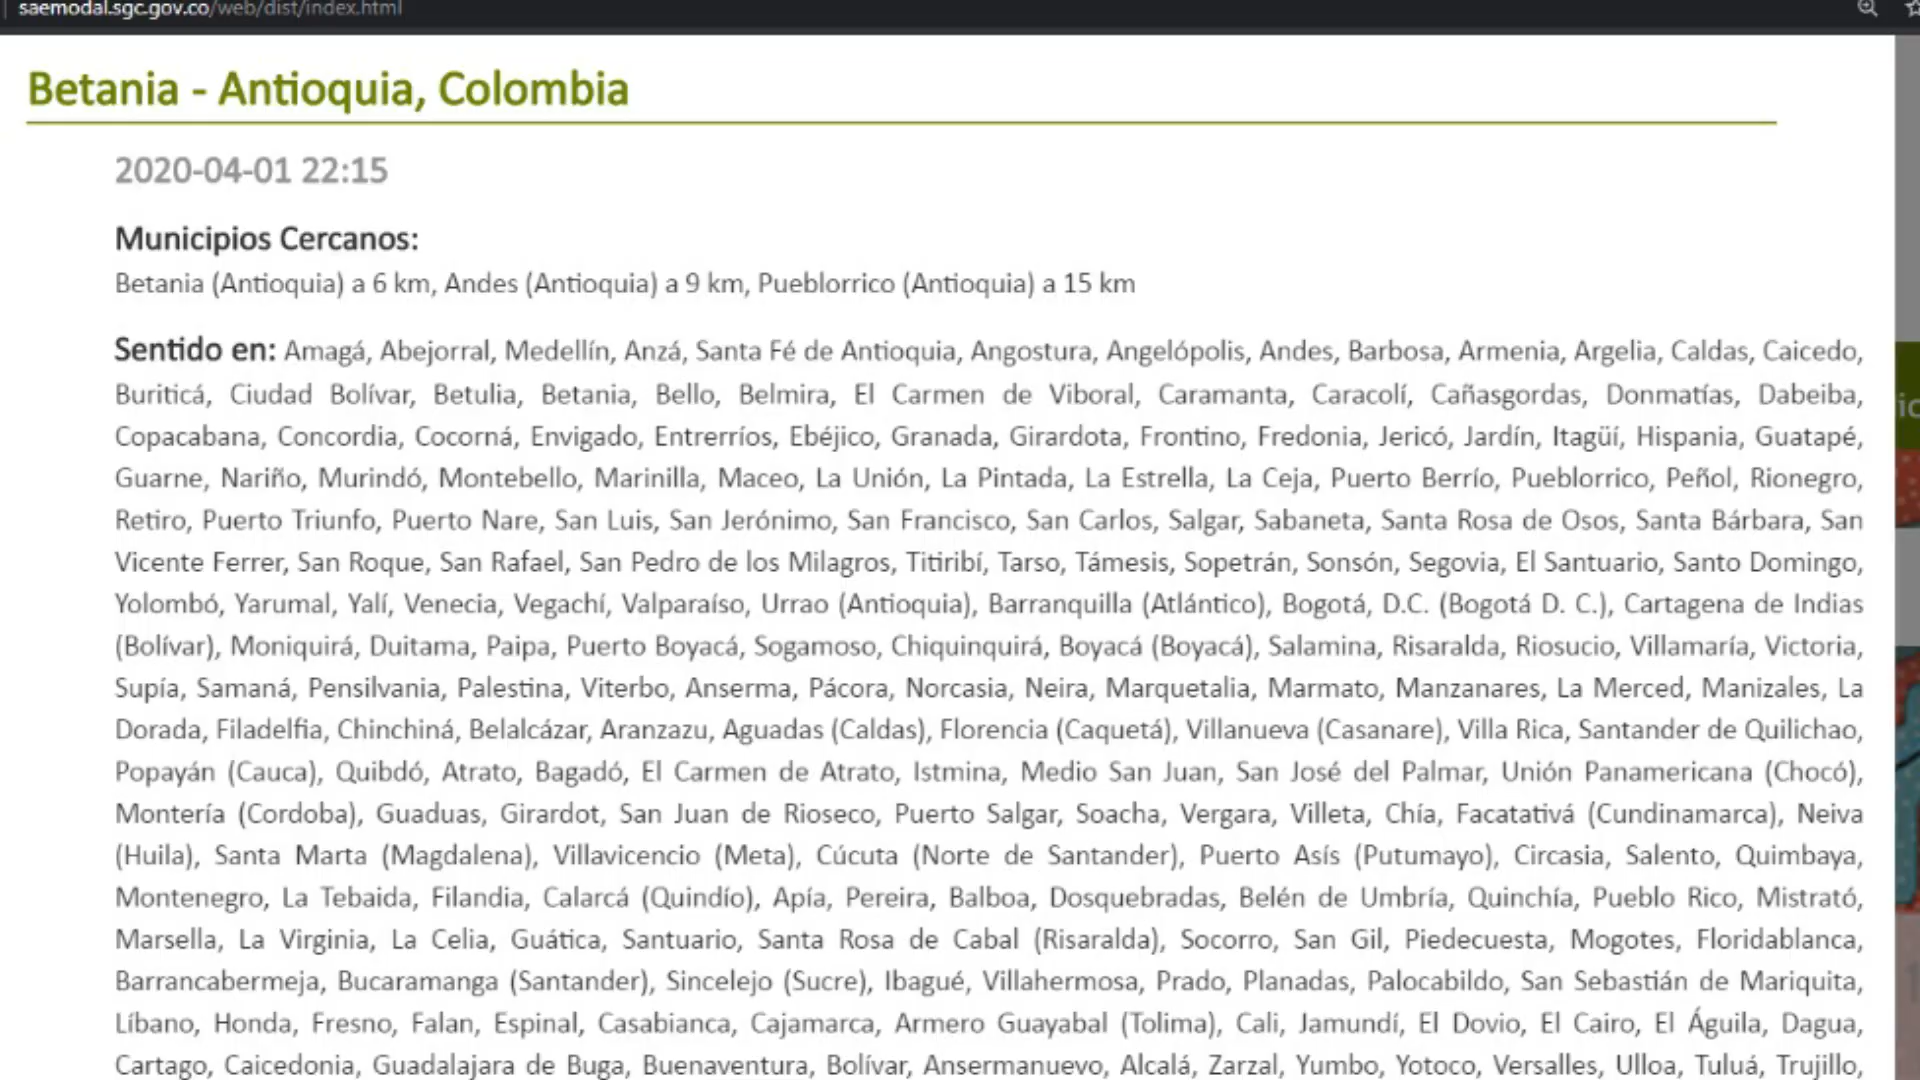 saemodal.sgc.gov.co/web/dist/index.html
Betania - Antioquia, Colombia
2020-04-01 22:15
Municipios Cercanos:
Betania (Antioquia) a 6 km, Andes (Antioquia) a 9 km, Pueblorrico (Antioquia) a 15 km
Sentido en: Amagá, Abejorral, Medellín, Anzá, Santa Fé de Antioquia, Angostura, Angelópolis, Andes, Barbosa, Armenia, Argelia, Caldas, Caicedo,
Buriticá, Ciudad Bolívar, Betulia, Betania, Bello, Belmira, El Carmen de Viboral, Caramanta, Caracolí, Cañasgordas, Donmatías, Dabeiba,
Copacabana, Concordia, Cocorná, Envigado, Entrerríos, Ebéjico, Granada, Girardota, Frontino, Fredonia, Jericó, Jardín, Itagüí, Hispania, Guatapé,
Guarne, Nariño, Murindó, Montebello, Marinilla, Maceo, La Unión, La Pintada, La Estrella, La Ceja, Puerto Berrío, Pueblorrico, Peñol, Rionegro,
Retiro, Puerto Triunfo, Puerto Nare, San Luis, San Jerónimo, San Francisco, San Carlos, Salgar, Sabaneta, Santa Rosa de Osos, Santa Bárbara, San
Vicente Ferrer, San Roque, San Rafael, San Pedro de los Milagros, Titiribí, Tarso, Támesis, Sopetrán, Sonsón, Segovia, El Santuario, Santo Domingo,
Yolombó, Yarumal, Yalí, Venecia, Vegachí, Valparaíso, Urrao (Antioquia), Barranquilla (Atlántico), Bogotá, D.C. (Bogotá D. C.), Cartagena de Indias
(Bolívar), Moniquirá, Duitama, Paipa, Puerto Boyacá, Sogamoso, Chiquinquirá, Boyacá (Boyacá), Salamina, Risaralda, Riosucio, Villamaría, Victoria,
Supía, Samaná, Pensilvania, Palestina, Viterbo, Anserma, Pácora, Norcasia, Neira, Marquetalia, Marmato, Manzanares, La Merced, Manizales, La
Dorada, Filadelfia, Chinchiná, Belalcázar, Aranzazu, Aguadas (Caldas), Florencia (Caquetá), Villanueva (Casanare), Villa Rica, Santander de Quilichao,
Popayán (Cauca), Quibdó, Atrato, Bagadó, El Carmen de Atrato, Istmina, Medio San Juan, San José del Palmar, Unión Panamericana (Chocó),
Montería (Cordoba), Guaduas, Girardot, San Juan de Rioseco, Puerto Salgar, Soacha, Vergara, Villeta, Chía, Facatativá (Cundinamarca), Neiva
(Huila), Santa Marta (Magdalena), Villavicencio (Meta), Cúcuta (Norte de Santander), Puerto Asís (Putumayo), Circasia, Salento, Quimbaya,
Montenegro, La Tebaida, Filandia, Calarcá (Quindío), Apía, Pereira, Balboa, Dosquebradas, Belén de Umbría, Quinchía, Pueblo Rico, Mistrató,
Marsella, La Virginia, La Celia, Guática, Santuario, Santa Rosa de Cabal (Risaralda), Socorro, San Gil, Piedecuesta, Mogotes, Floridablanca,
Barrancabermeja, Bucaramanga (Santander), Sincelejo (Sucre), Ibagué, Villahermosa, Prado, Planadas, Palocabildo, San Sebastián de Mariquita,
Líbano, Honda, Fresno, Falan, Espinal, Casabianca, Cajamarca, Armero Guayabal (Tolima), Cali, Jamundí, El Dovio, El Cairo, El Águila, Dagua,
Cartago, Caicedonia, Guadalajara de Buga, Buenaventura, Bolívar, Ansermanuevo, Alcalá, Zarzal, Yumbo, Yotoco, Versalles, Ulloa, Tuluá, Trujillo,